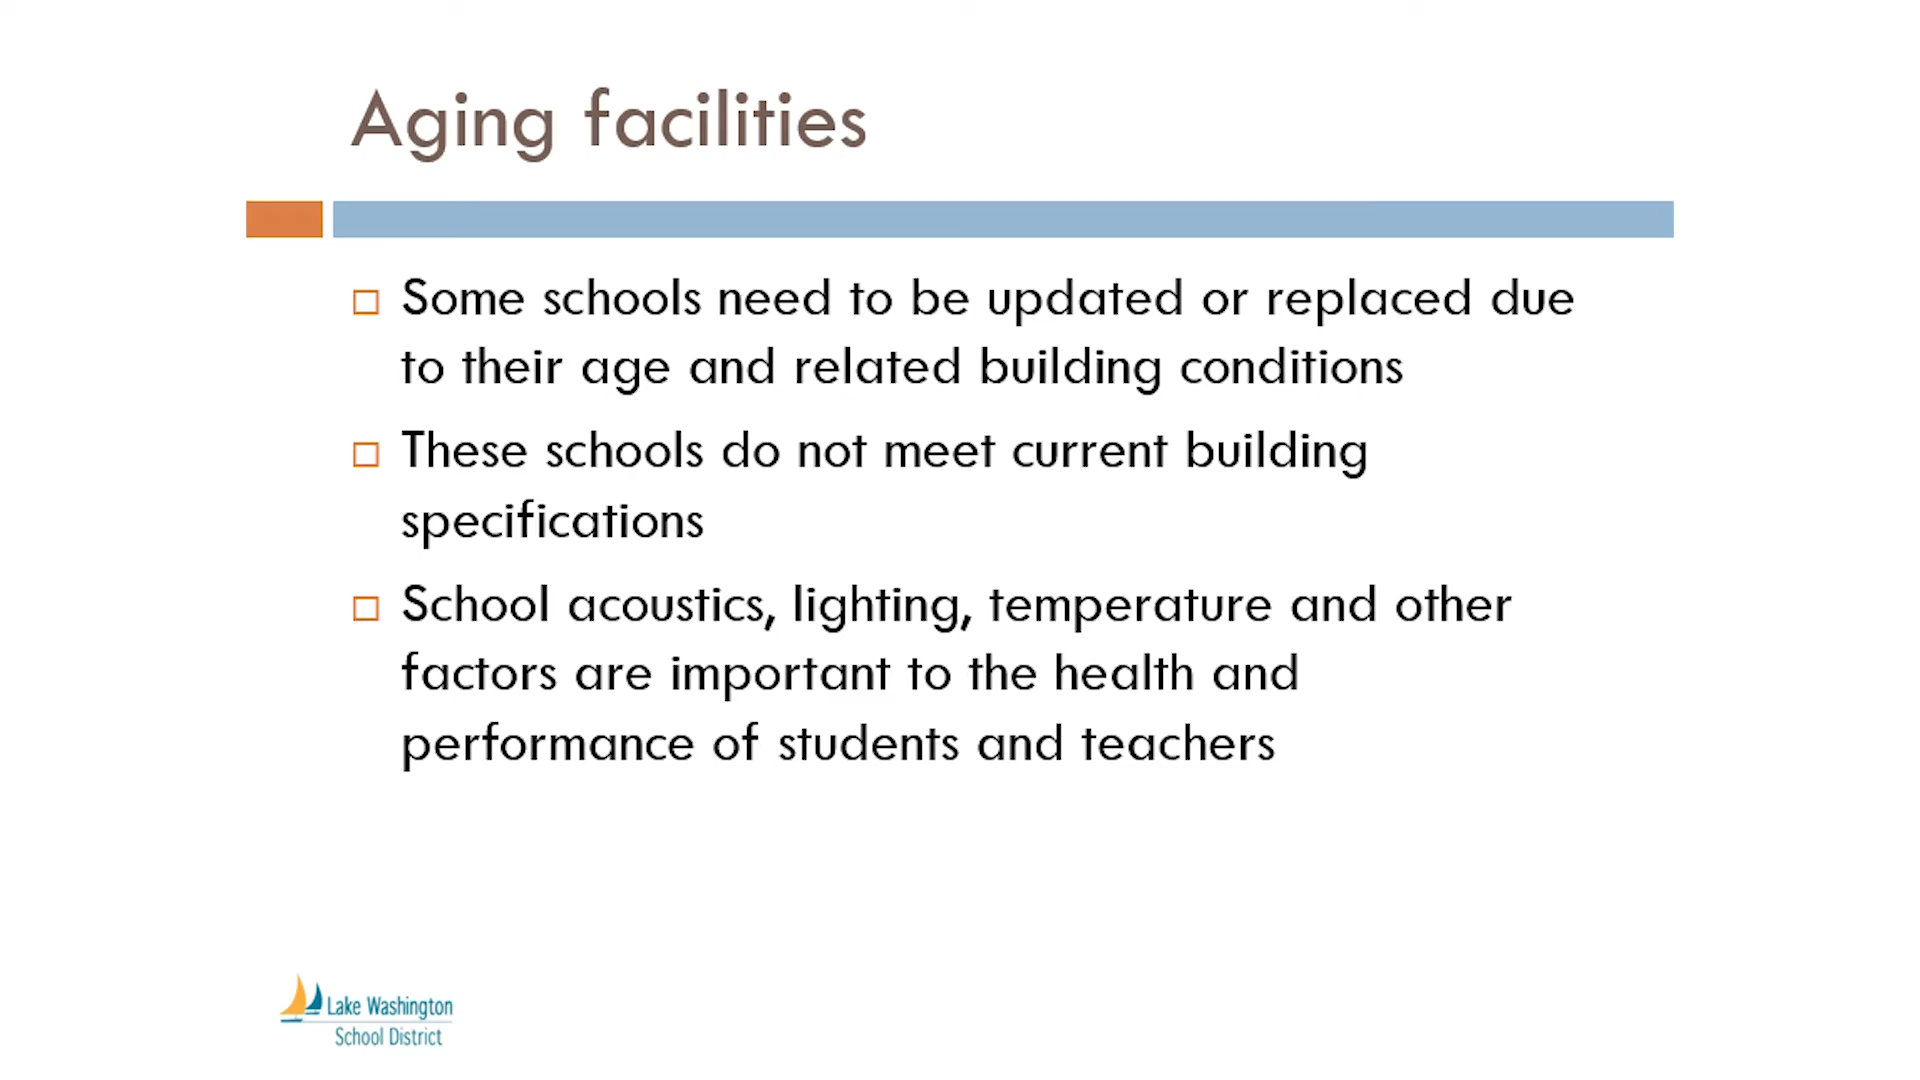 Aging facilities
Some schools need to be updated or replaced due
to their age and related building conditions
These schools do not meet current building
specifications
School acoustics, lighting, temperature and other
factors are important to the health and
performance of students and teachers
Lake Washington
School District